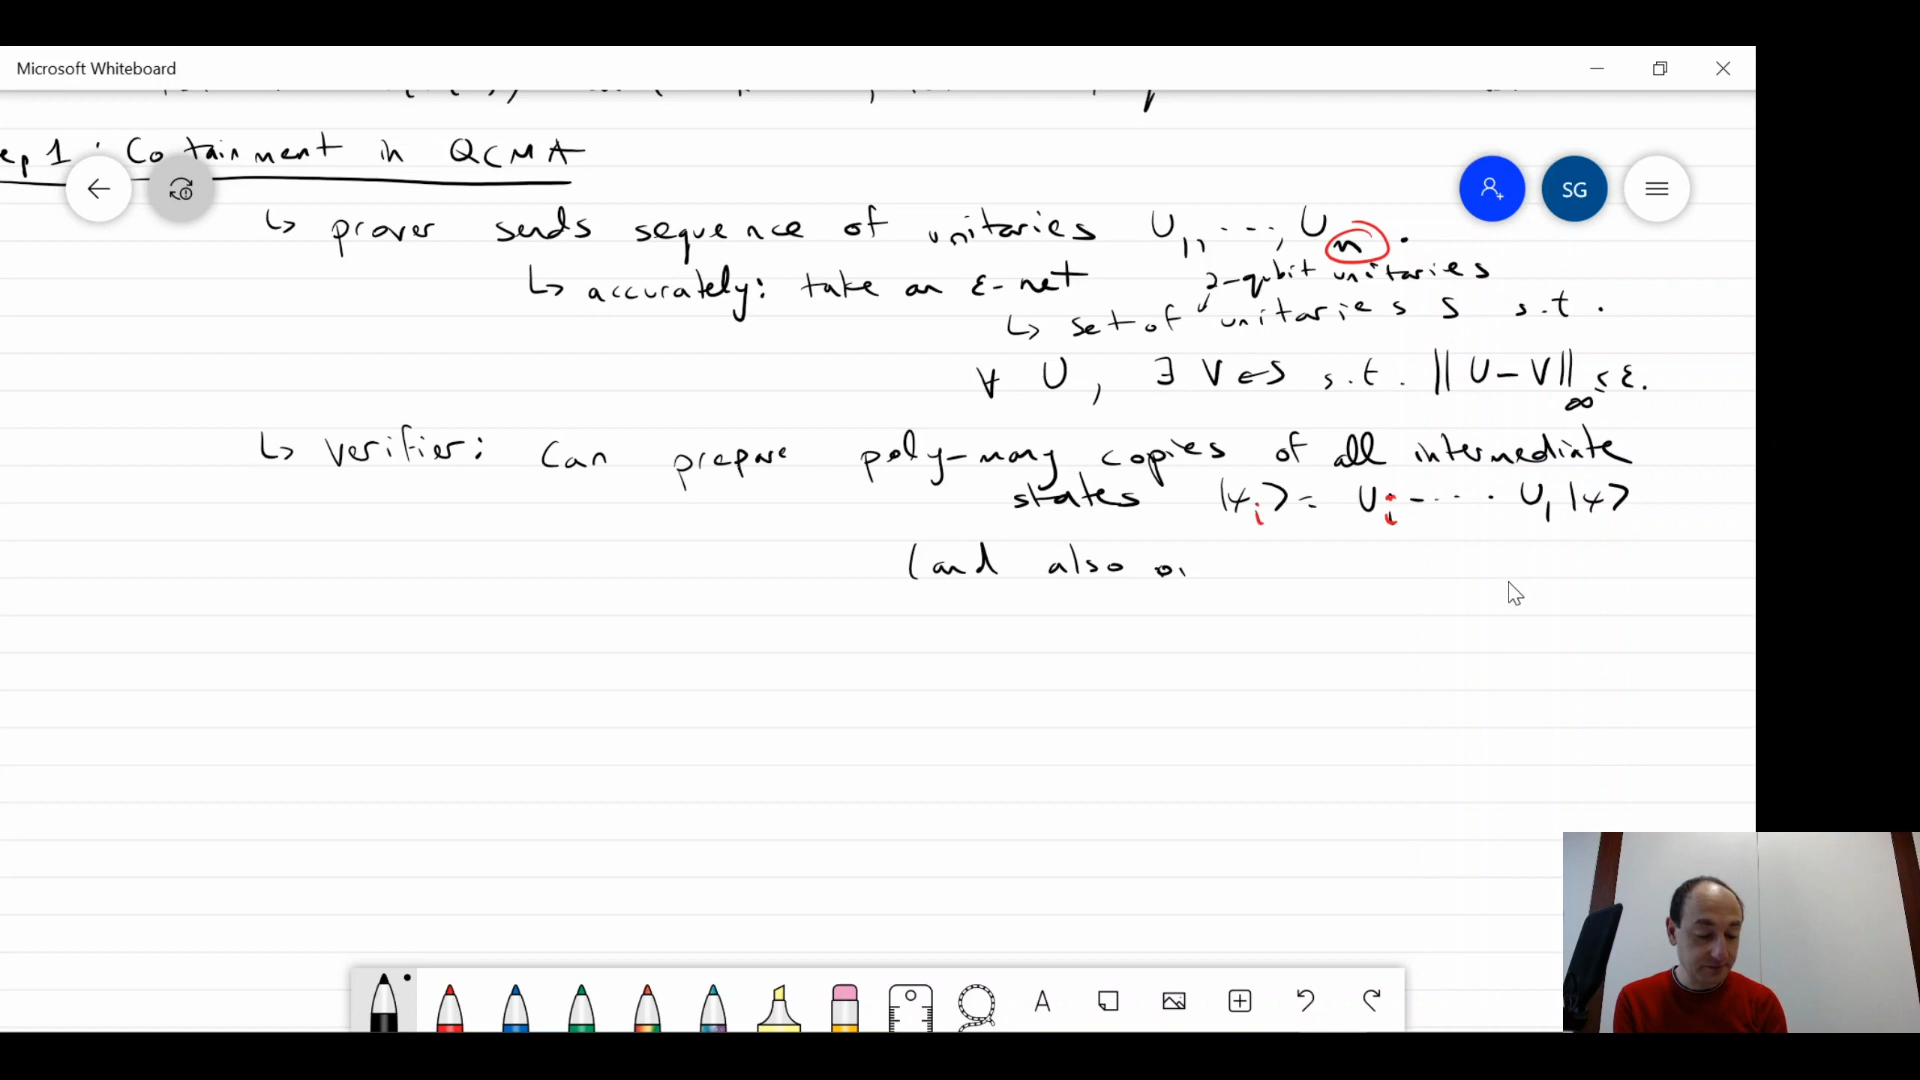 Microsoft Whiteboard
ep 1: Containment in QCMA
SG
↳ prover sends sequence of unitaries U₁, ..., Uₘ.
↳ accurately: take an ε-net
2-qubit unitaries
↳ set of unitaries S s.t.
∀ U, ∃ V ∈ S s.t. ||U - V||∞ ≤ ε.
↳ verifier: Can prepare poly-many copies of all intermediate
states |ψᵢ> = Uᵢ .... U₁ |ψ>
(and also